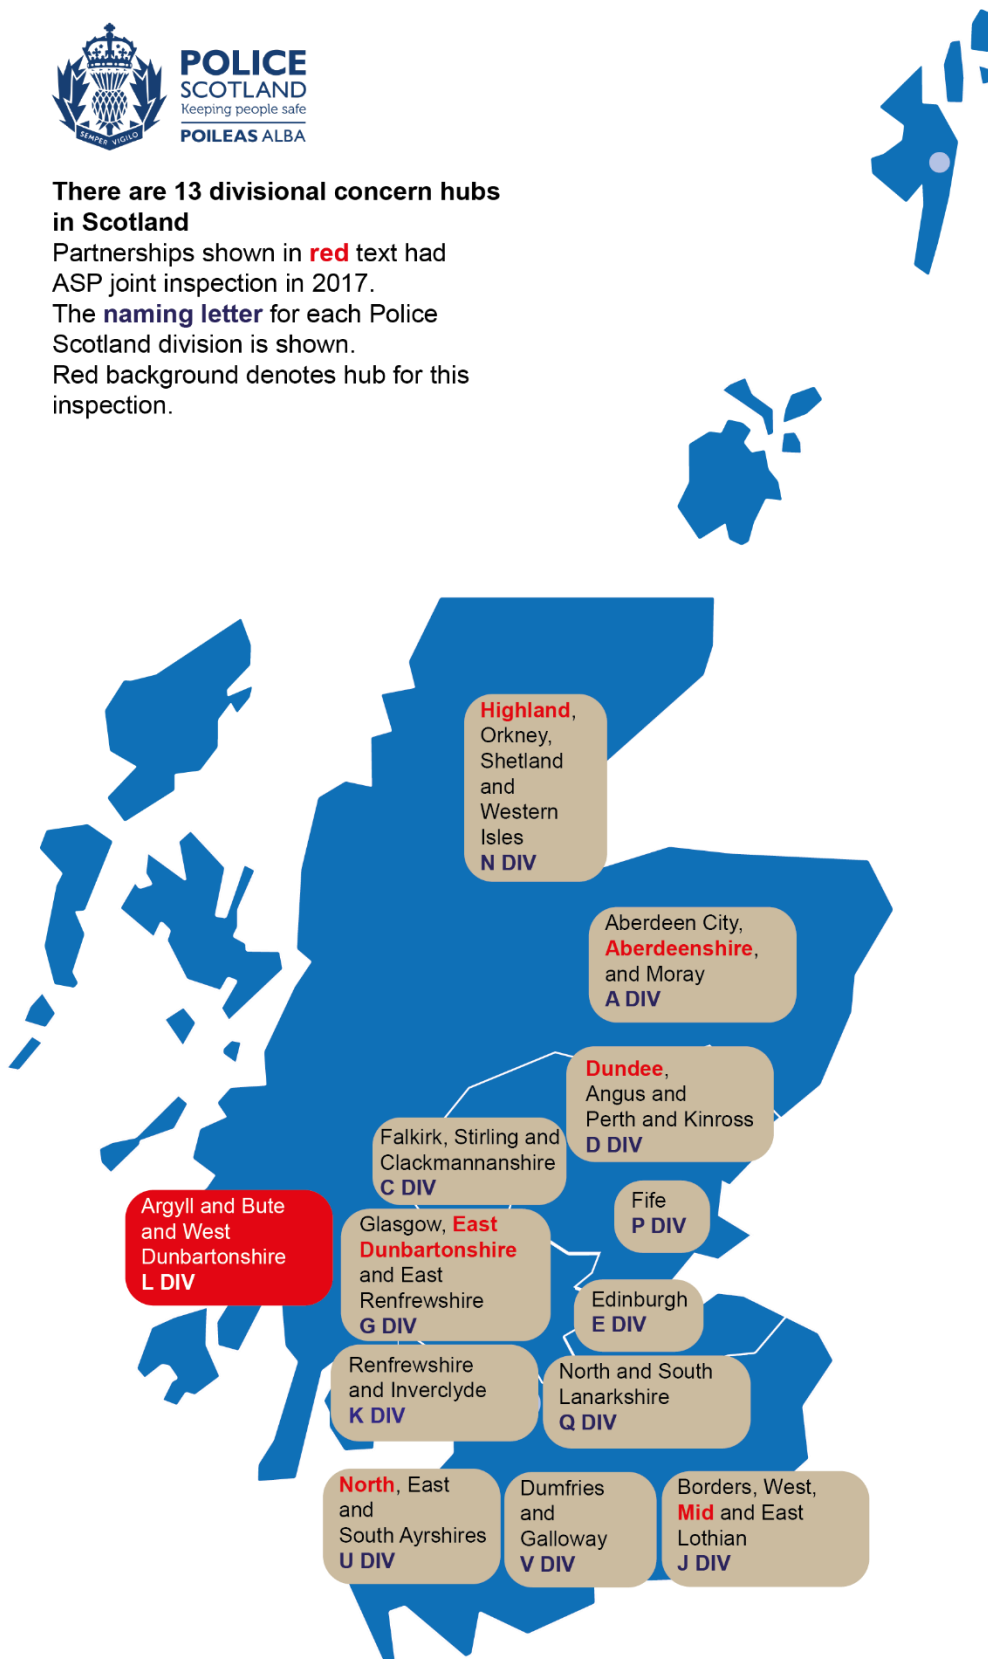 POLICE
SCOTLAND
Keeping people safe
POILEAS ALBA
SEMPER VIGILO
There are 13 divisional concern hubs
in Scotland
Partnerships shown in red text had
ASP joint inspection in 2017.
The naming letter for each Police
Scotland division is shown.
Red background denotes hub for this
inspection.
Highland,
Orkney,
Shetland
and
Western
Isles
N DIV
Aberdeen City,
Aberdeenshire,
and Moray
A DIV
Dundee,
Angus and
Perth and Kinross
D DIV
Falkirk, Stirling and
Clackmannanshire
C DIV
Fife
P DIV
Argyll and Bute
and West
Dunbartonshire
L DIV
Glasgow, East
Dunbartonshire
and East
Renfrewshire
G DIV
Edinburgh
E DIV
Renfrewshire
and Inverclyde
K DIV
North and South
Lanarkshire
Q DIV
North, East
and
South Ayrshires
U DIV
Dumfries
and
Galloway
V DIV
Borders, West,
Mid and East
Lothian
J DIV